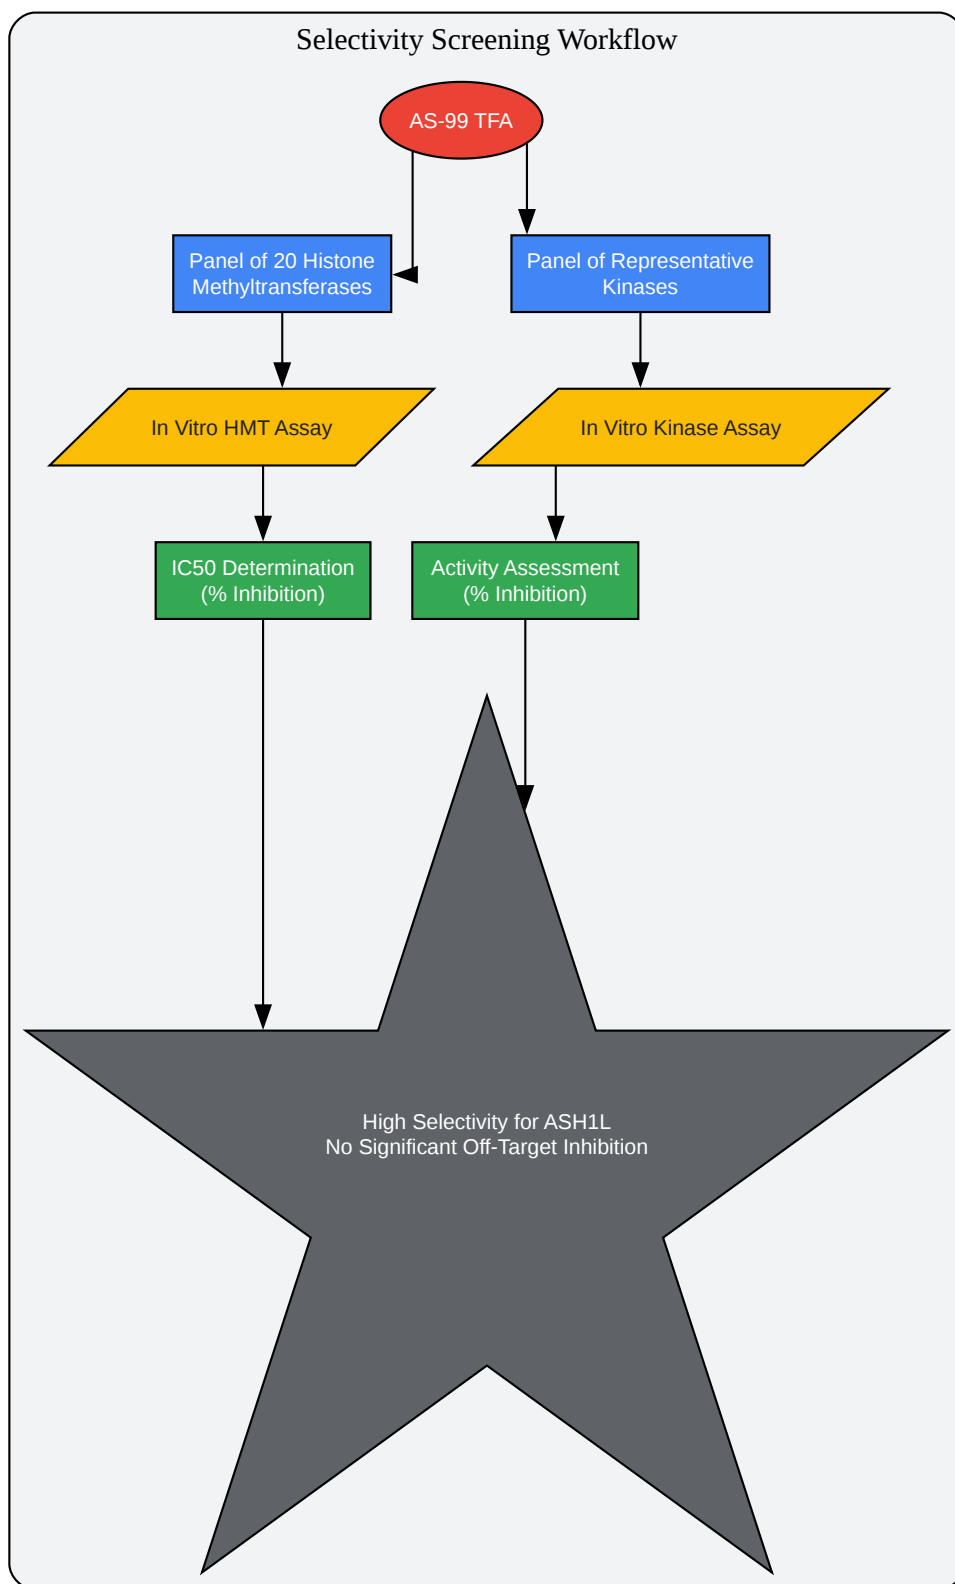 Selectivity Screening Workflow
AS-99 TFA
Panel of 20 Histone
Methyltransferases
Panel of Representative
Kinases
In Vitro HMT Assay
In Vitro Kinase Assay
IC50 Determination
(% Inhibition)
Activity Assessment
(% Inhibition)
High Selectivity for ASH1L
No Significant Off-Target Inhibition